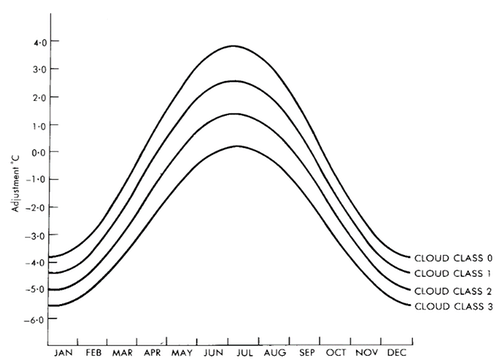 Adjustment °C
4·0
3·0
2·0
1·0
0·0
−1·0
−2·0
−3·0
−4·0
−5·0
−6·0
CLOUD CLASS 0
CLOUD CLASS 1
CLOUD CLASS 2
CLOUD CLASS 3
JAN FEB MAR APR MAY JUN JUL AUG SEP OCT NOV DEC